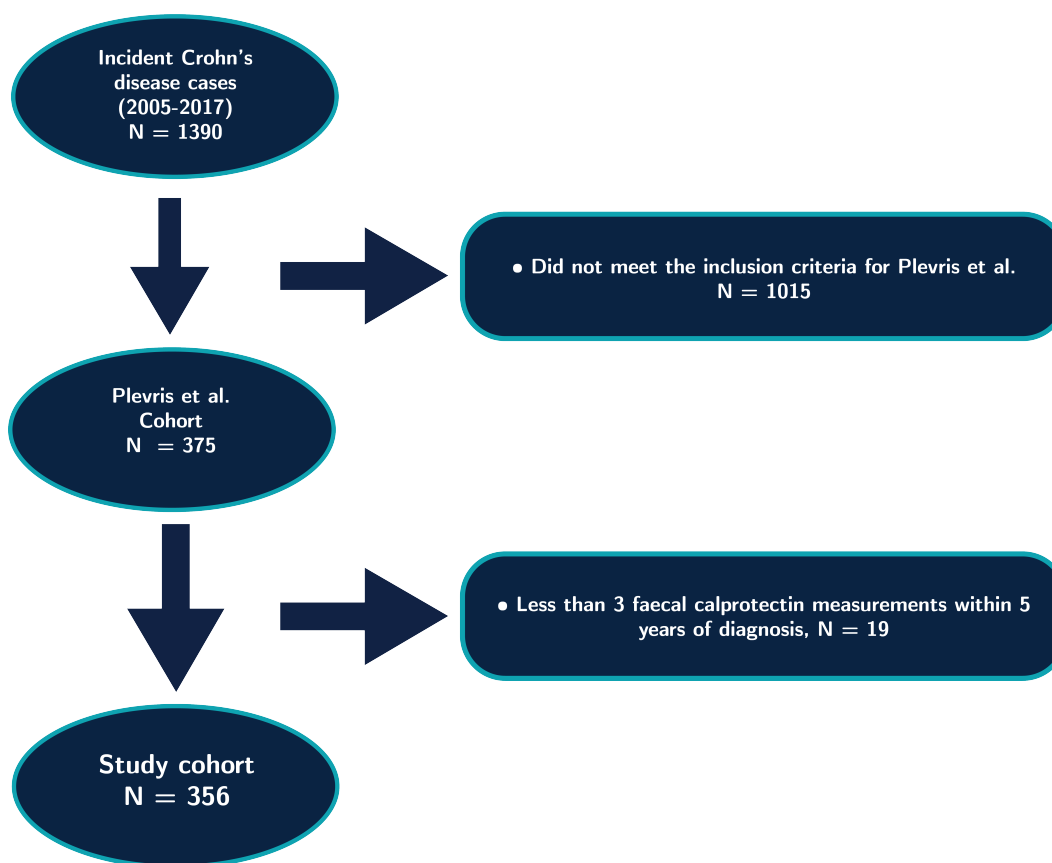 Incident Crohn's
disease cases
(2005-2017)
N = 1390
• Did not meet the inclusion criteria for Plevris et al.
N = 1015
Plevris et al.
Cohort
N = 375
• Less than 3 faecal calprotectin measurements within 5
years of diagnosis, N = 19
Study cohort
N = 356